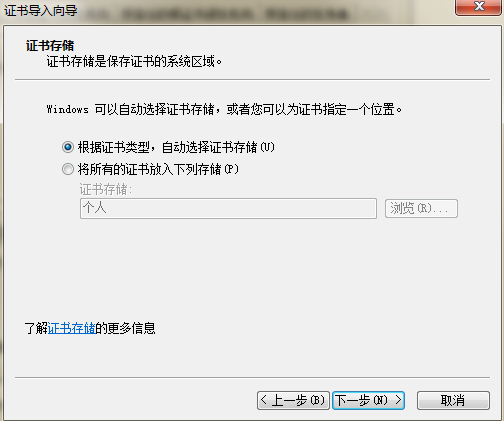 证书导入向导
证书存储
证书存储是保存证书的系统区域。
Windows 可以自动选择证书存储，或者您可以为证书指定一个位置。
根据证书类型，自动选择证书存储(U)
将所有的证书放入下列存储(P)
证书存储:
个人
浏览(R)...
了解证书存储的更多信息
< 上一步(B) 下一步(N) > 取消